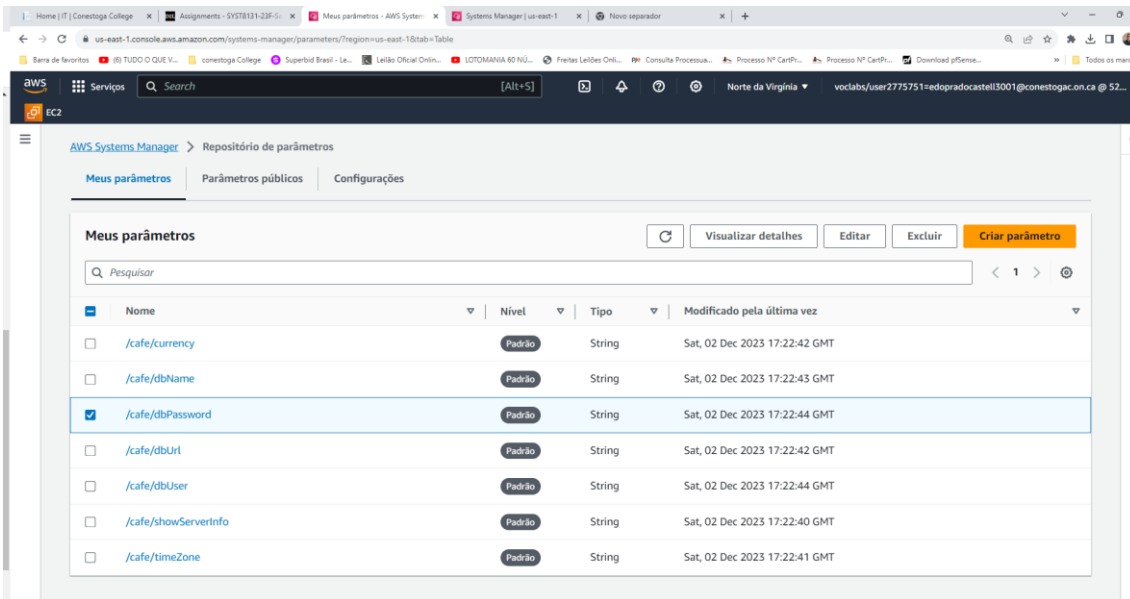 Home | IT | Conestoga College x Assignments - SYST8131-23F-Se x Meus parâmetros - AWS System x Systems Manager | us-east-1 x Novo separador x +
us-east-1.console.aws.amazon.com/systems-manager/parameters/?region=us-east-1&tab=Table
Barra de favoritos (6) TUDO O QUE V... conestoga College Superbid Brasil - Le... Leilão Oficial Onlin... LOTOMANIA 60 NÚ... Freitas Leilões Onli... Consulta Processua... Processo Nº CartPr... Processo Nº CartPr... Download pfSense... » Todos os marc
aws Serviços Search [Alt+S] Norte da Virgínia voclabs/user2775751=edopradocastell3001@conestogac.on.ca @ 52...
EC2
AWS Systems Manager > Repositório de parâmetros
Meus parâmetros Parâmetros públicos Configurações
Meus parâmetros Visualizar detalhes Editar Excluir Criar parâmetro
Pesquisar < 1 >
Nome Nível Tipo Modificado pela última vez
/cafe/currency Padrão String Sat, 02 Dec 2023 17:22:42 GMT
/cafe/dbName Padrão String Sat, 02 Dec 2023 17:22:43 GMT
/cafe/dbPassword Padrão String Sat, 02 Dec 2023 17:22:44 GMT
/cafe/dbUrl Padrão String Sat, 02 Dec 2023 17:22:42 GMT
/cafe/dbUser Padrão String Sat, 02 Dec 2023 17:22:44 GMT
/cafe/showServerInfo Padrão String Sat, 02 Dec 2023 17:22:40 GMT
/cafe/timeZone Padrão String Sat, 02 Dec 2023 17:22:41 GMT